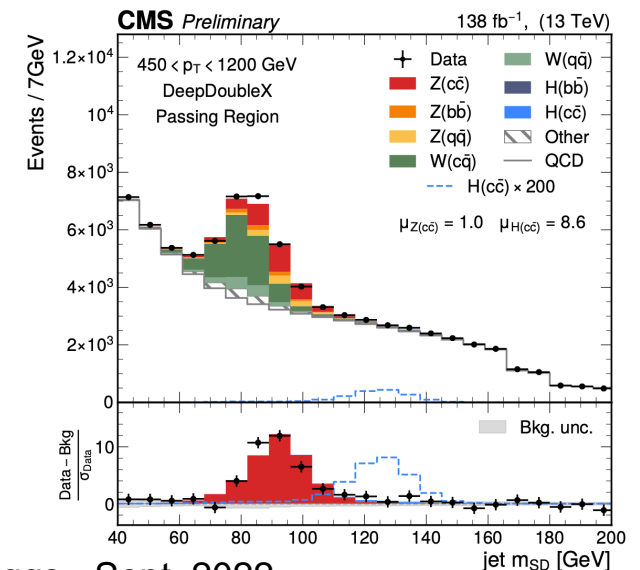 CMS Preliminary 138 fb⁻¹, (13 TeV)
Events / 7GeV
1.2×10⁴
10⁴
8×10³
6×10³
4×10³
2×10³
0
450 < p_T < 1200 GeV
DeepDoubleX
Passing Region
Data
Z(cc̄)
Z(bb̄)
Z(qq̄)
W(cq̄)
W(qq̄)
H(bb̄)
H(cc̄)
Other
QCD
H(cc̄) × 200
μ_Z(cc̄) = 1.0 μ_H(cc̄) = 8.6
Data − Bkg
σ_Data
10
0
Bkg. unc.
40 60 80 100 120 140 160 180 200
jet m_SD [GeV]